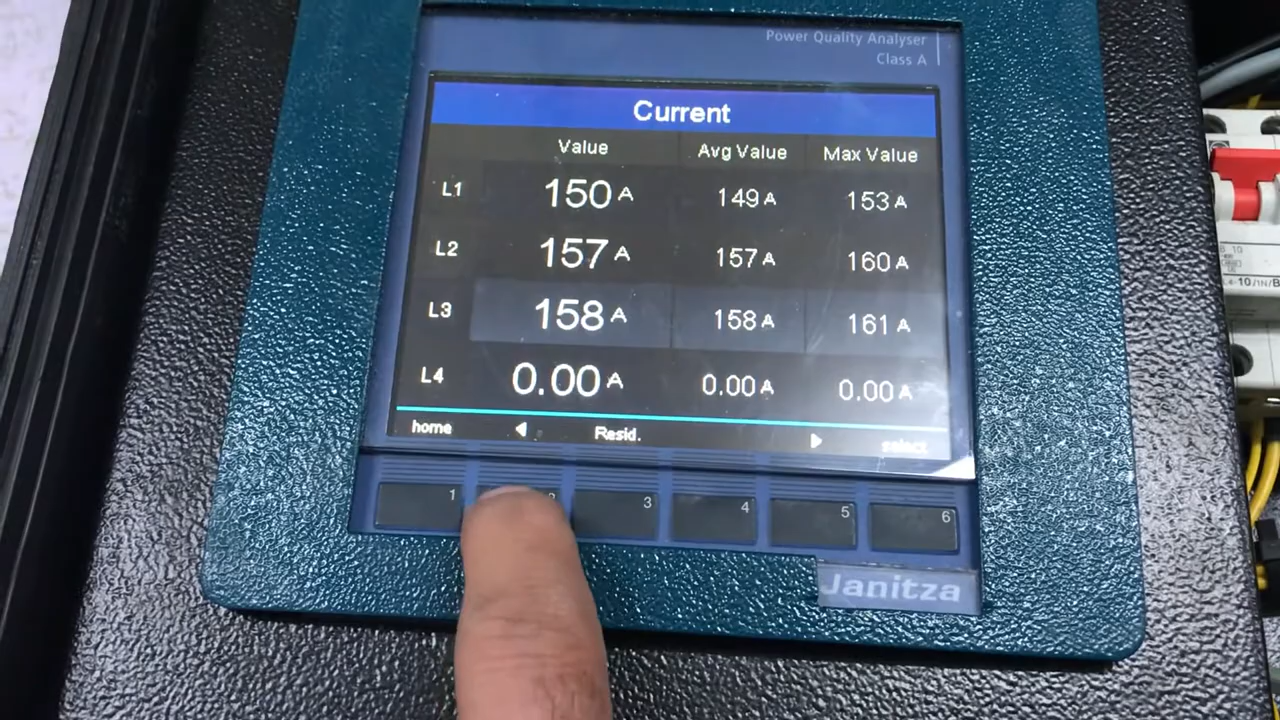 Power Quality Analyser
Class A
Current
Value Avg Value Max Value
L1 150 A 149 A 153 A
L2 157 A 157 A 160 A
L3 158 A 158 A 161 A
L4 0.00 A 0.00 A 0.00 A
home Resid. select
1 2 3 4 5 6
Janitza
B 10